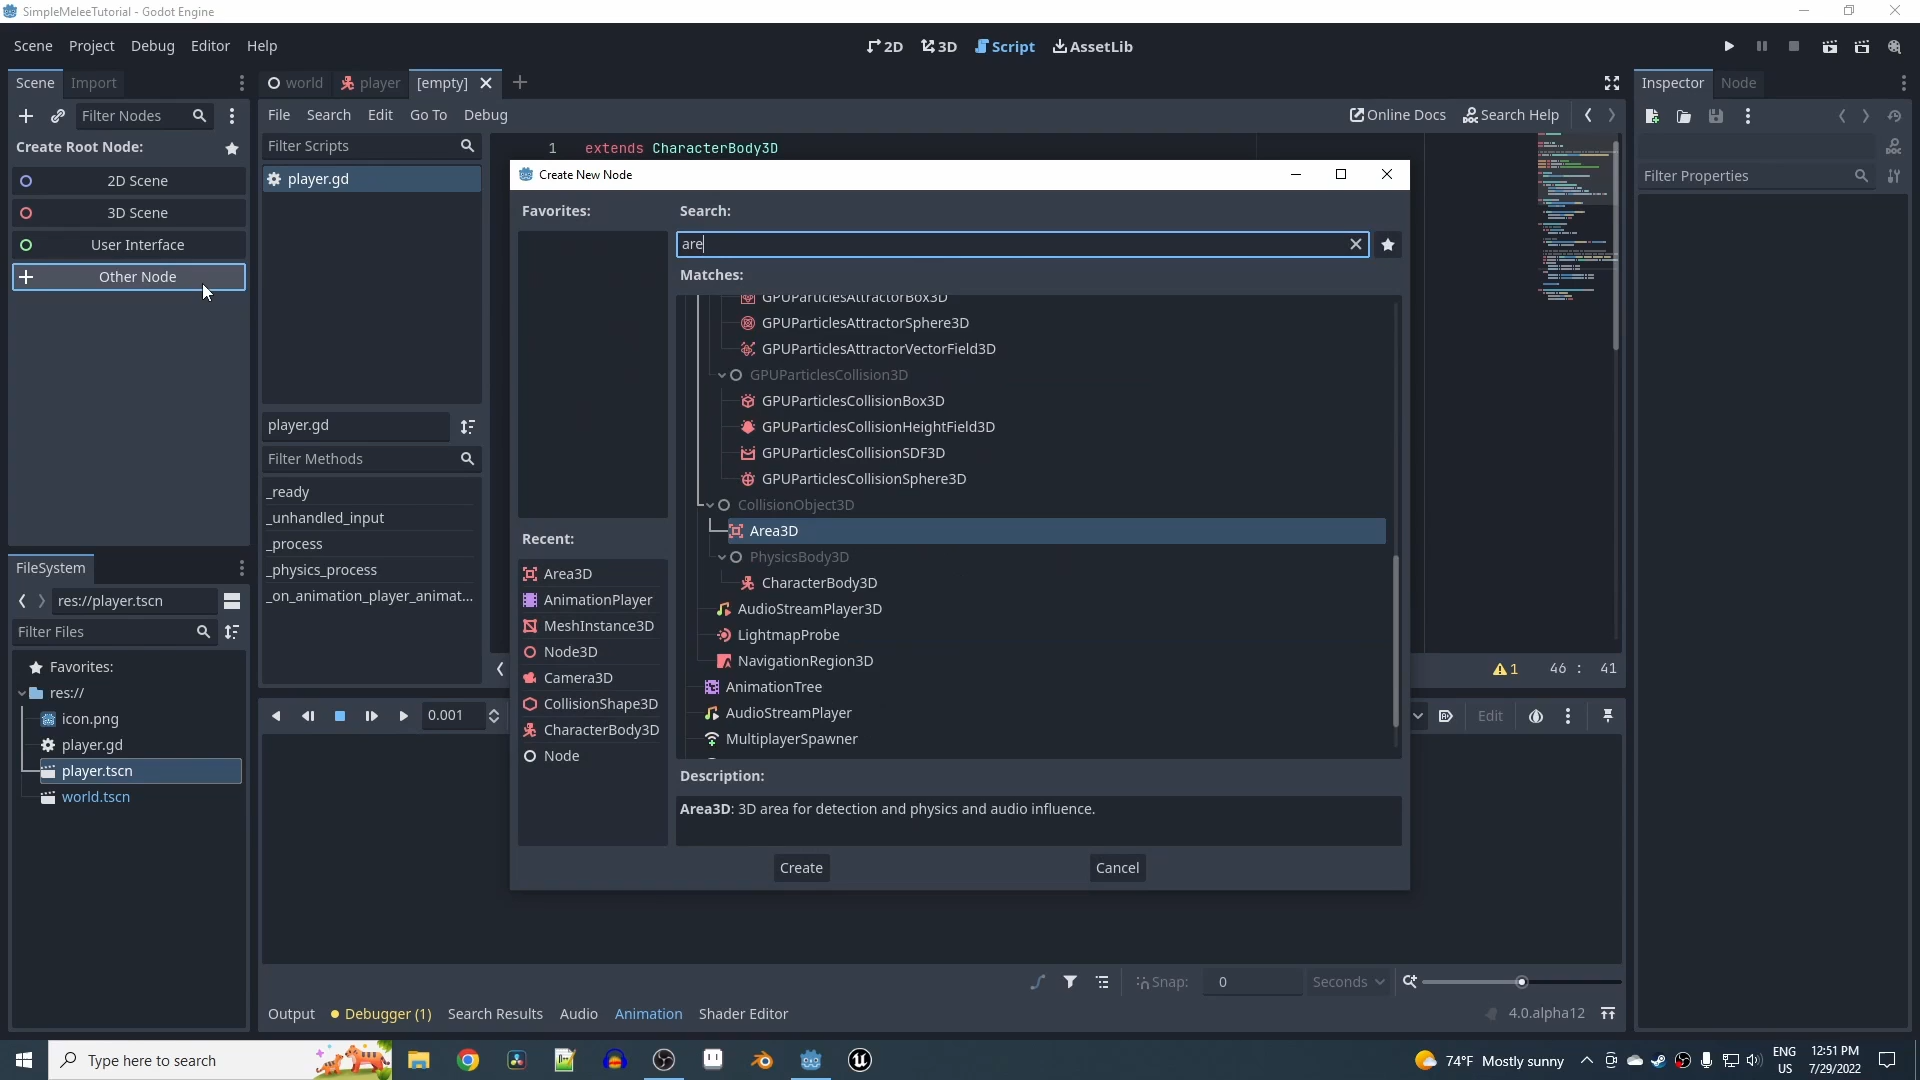 SimpleMeleeTutorial - Godot Engine
Scene Project Debug Editor Help
2D 3D Script AssetLib
Scene Import
world player [empty]
Inspector Node
Filter Nodes
File Search Edit Go To Debug
Online Docs Search Help
Create Root Node:
Filter Scripts
1 extends CharacterBody3D
2D Scene
player.gd
Filter Properties
3D Scene
User Interface
Other Node
Create New Node
Favorites:
Search:
are
Matches:
GPUParticlesAttractorBox3D
GPUParticlesAttractorSphere3D
GPUParticlesAttractorVectorField3D
GPUParticlesCollision3D
GPUParticlesCollisionBox3D
GPUParticlesCollisionHeightField3D
GPUParticlesCollisionSDF3D
GPUParticlesCollisionSphere3D
CollisionObject3D
Area3D
PhysicsBody3D
CharacterBody3D
AudioStreamPlayer3D
LightmapProbe
NavigationRegion3D
AnimationTree
AudioStreamPlayer
MultiplayerSpawner
Recent:
Area3D
AnimationPlayer
MeshInstance3D
Node3D
Camera3D
CollisionShape3D
CharacterBody3D
Node
Description:
Area3D: 3D area for detection and physics and audio influence.
Create Cancel
player.gd
Filter Methods
_ready
_unhandled_input
_process
_physics_process
_on_animation_player_animat...
FileSystem
res://player.tscn
Filter Files
Favorites:
res://
icon.png
player.gd
player.tscn
world.tscn
1 46 : 41
0.001
Edit
Snap: 0 Seconds
Output Debugger (1) Search Results Audio Animation Shader Editor
4.0.alpha12
Type here to search
74°F Mostly sunny
ENG
US
12:51 PM
7/29/2022